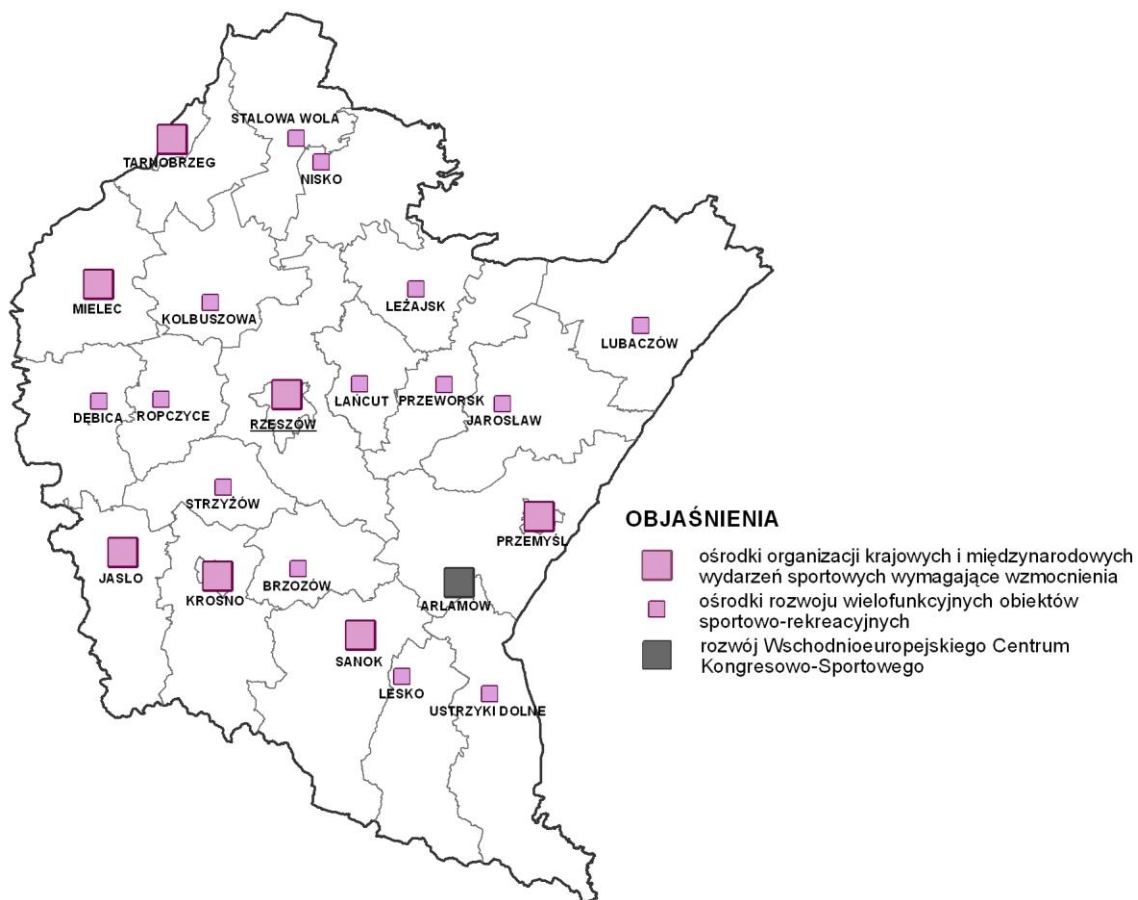 STALOWA WOLA
TARNOBRZEG
NISKO
MIELEC
KOLBUSZOWA
LEŻAJSK
LUBACZÓW
DĘBICA
ROPCZYCE
RZESZÓW
ŁAŃCUT
PRZEWORSK
JAROSŁAW
STRZYŻÓW
PRZEMYŚL
JASŁO
KROSNO
BRZOZÓW
ARŁAMÓW
SANOK
LESKO
USTRZYKI DOLNE
OBJAŚNIENIA
ośrodki organizacji krajowych i międzynarodowych
wydarzeń sportowych wymagające wzmocnienia
ośrodki rozwoju wielofunkcyjnych obiektów
sportowo-rekreacyjnych
rozwój Wschodnioeuropejskiego Centrum
Kongresowo-Sportowego